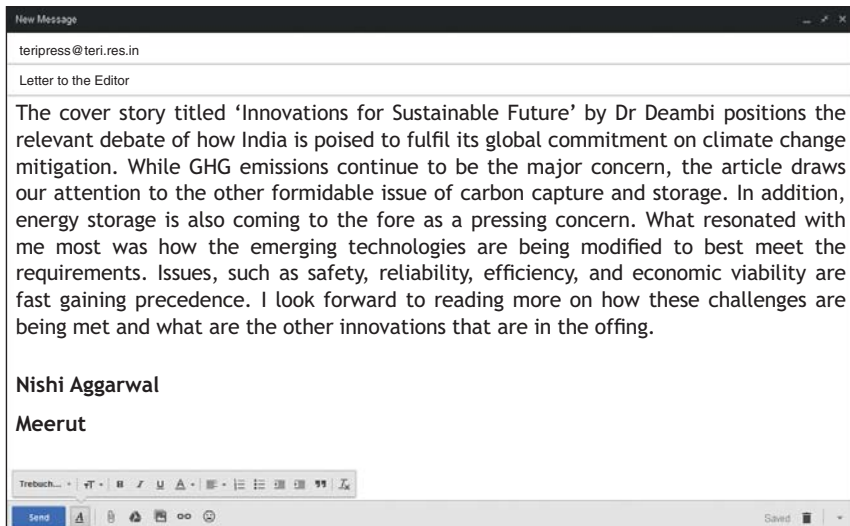 New Message
teripress@teri.res.in
Letter to the Editor
The cover story titled ‘Innovations for Sustainable Future’ by Dr Deambi positions the
relevant debate of how India is poised to fulfil its global commitment on climate change
mitigation. While GHG emissions continue to be the major concern, the article draws
our attention to the other formidable issue of carbon capture and storage. In addition,
energy storage is also coming to the fore as a pressing concern. What resonated with
me most was how the emerging technologies are being modified to best meet the
requirements. Issues, such as safety, reliability, efficiency, and economic viability are
fast gaining precedence. I look forward to reading more on how these challenges are
being met and what are the other innovations that are in the offing.
Nishi Aggarwal
Meerut
Trebuch... B I U A
Send A Saved